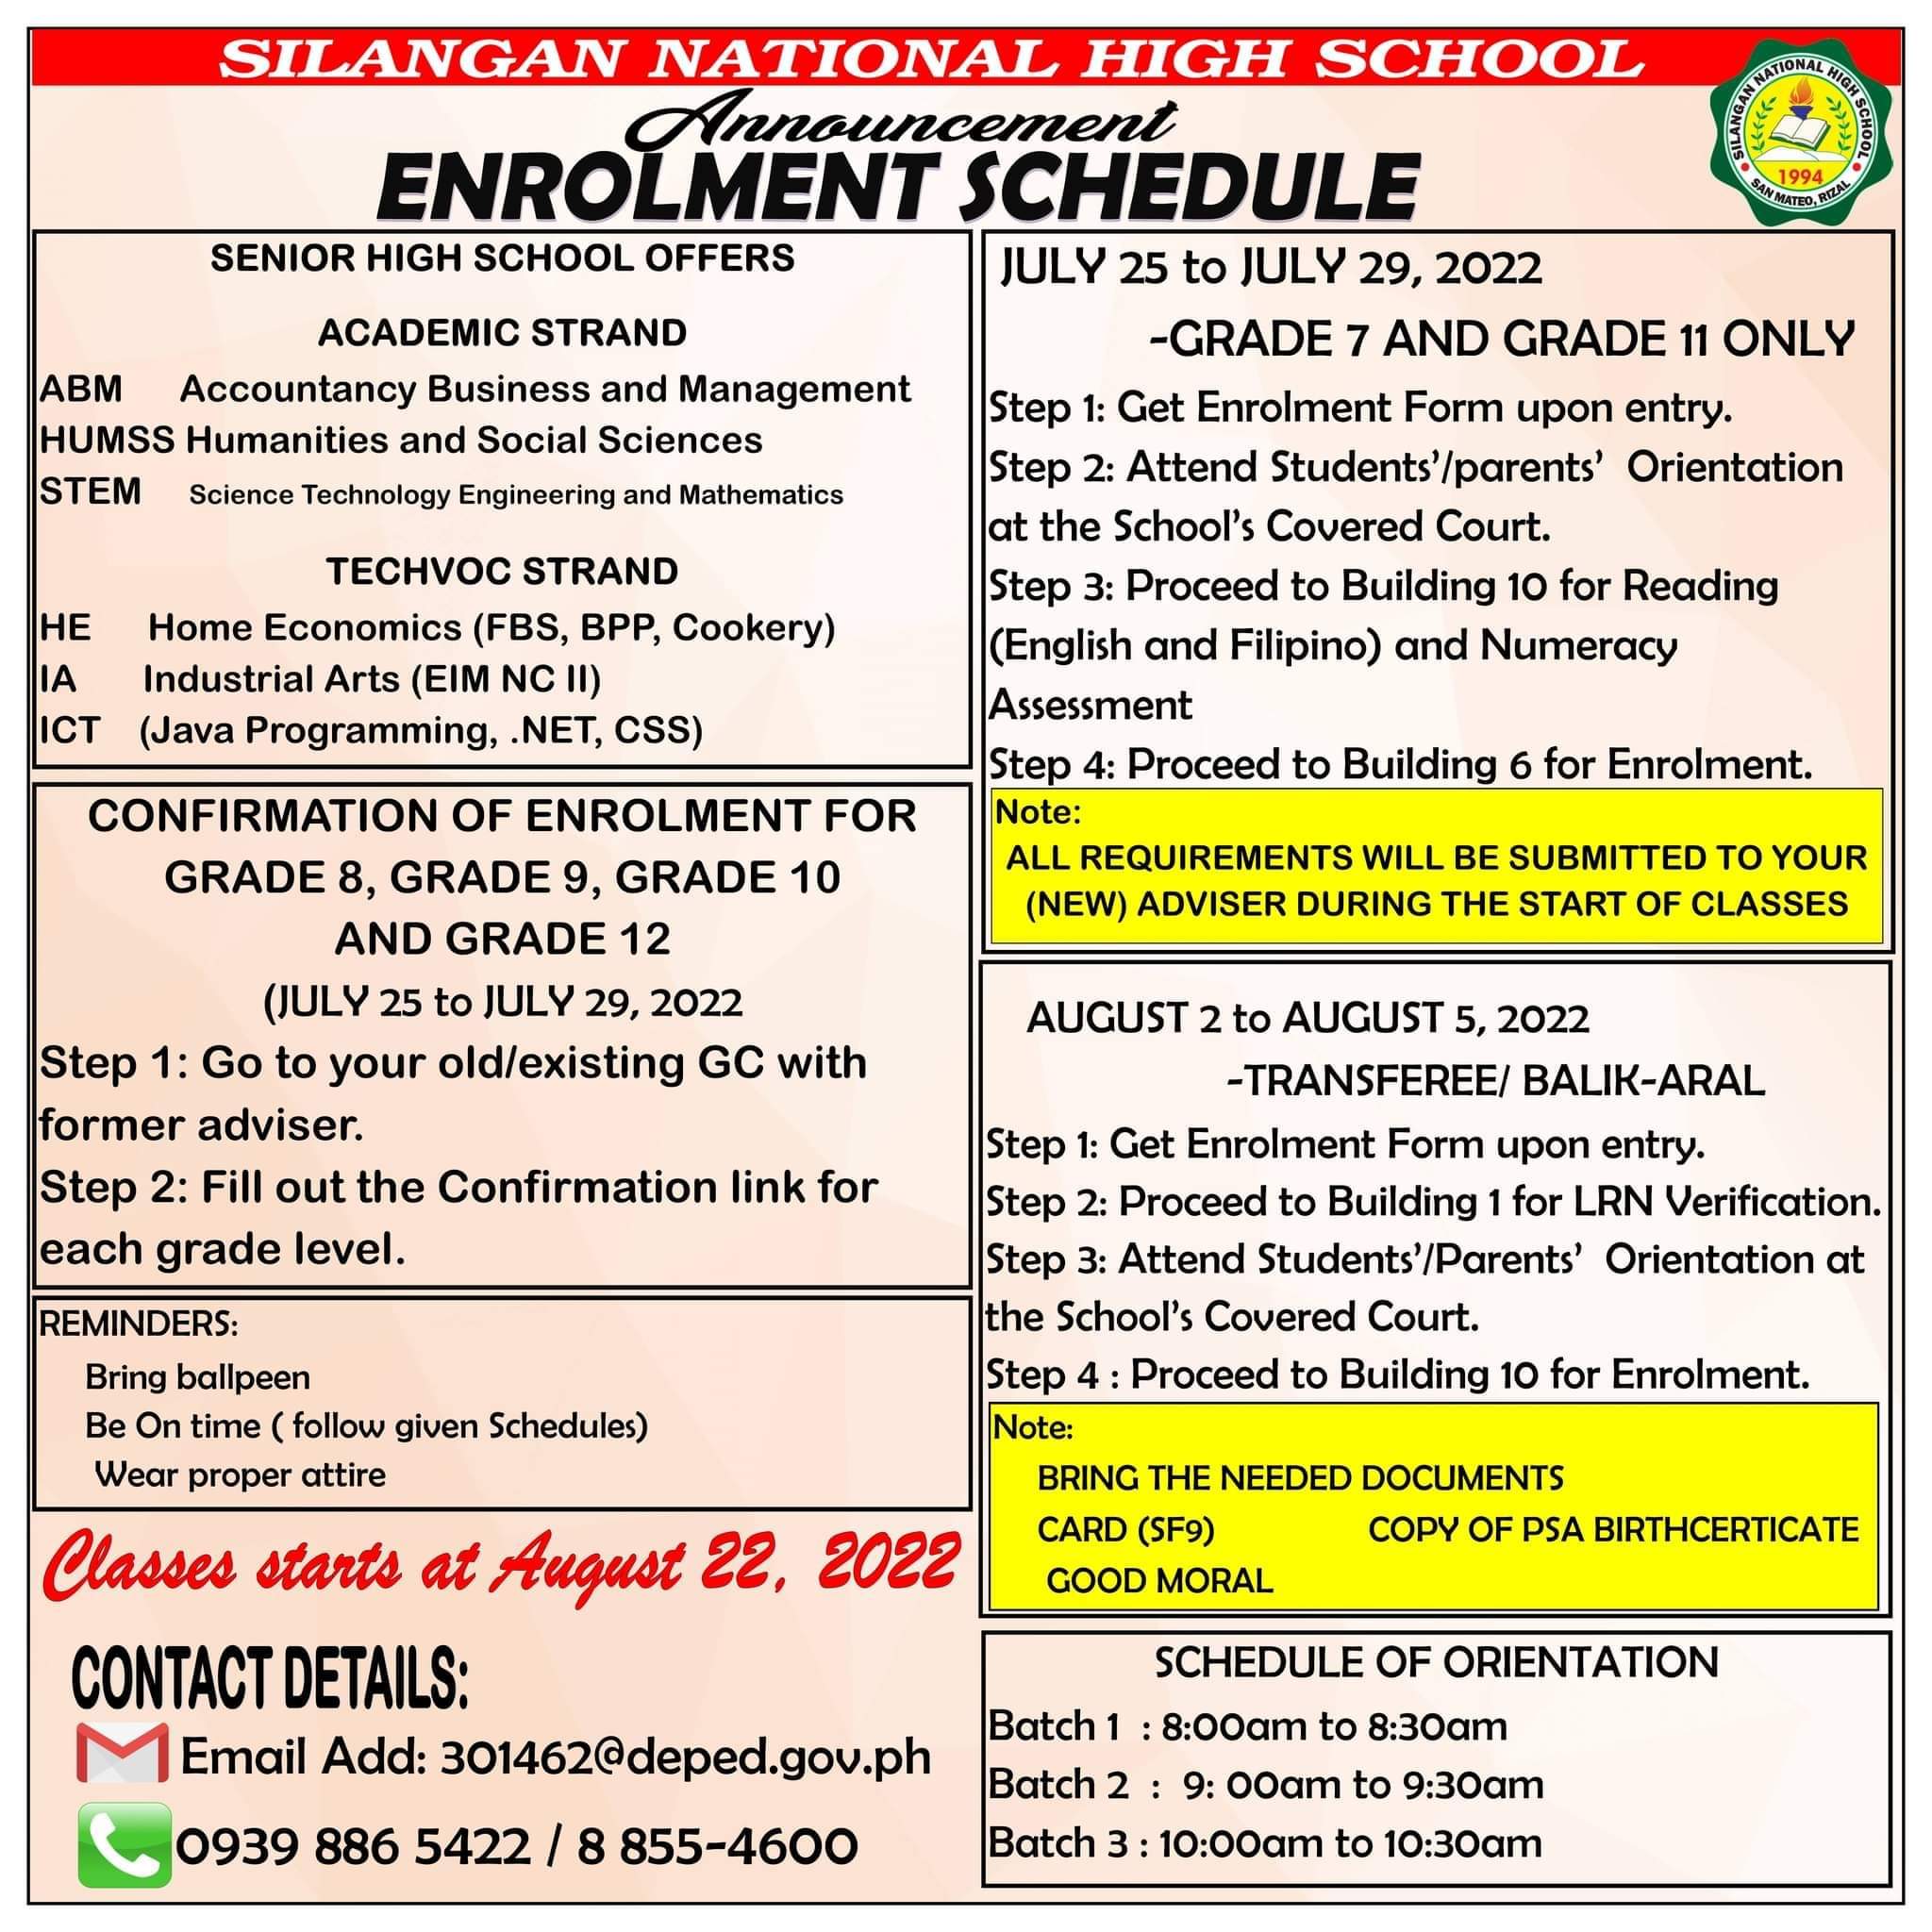 SILANGAN NATIONAL HIGH SCHOOL
Announcement
ENROLMENT SCHEDULE
SILANGAN NATIONAL HIGH SCHOOL
1994
SAN MATEO, RIZAL
SENIOR HIGH SCHOOL OFFERS
ACADEMIC STRAND
ABM Accountancy Business and Management
HUMSS Humanities and Social Sciences
STEM Science Technology Engineering and Mathematics
TECHVOC STRAND
HE Home Economics (FBS, BPP, Cookery)
IA Industrial Arts (EIM NC II)
ICT (Java Programming, .NET, CSS)
CONFIRMATION OF ENROLMENT FOR
GRADE 8, GRADE 9, GRADE 10
AND GRADE 12
(JULY 25 to JULY 29, 2022
Step 1: Go to your old/existing GC with
former adviser.
Step 2: Fill out the Confirmation link for
each grade level.
REMINDERS:
Bring ballpeen
Be On time ( follow given Schedules)
Wear proper attire
Classes starts at August 22, 2022
CONTACT DETAILS:
Email Add: 301462@deped.gov.ph
0939 886 5422 / 8 855-4600
JULY 25 to JULY 29, 2022
-GRADE 7 AND GRADE 11 ONLY
Step 1: Get Enrolment Form upon entry.
Step 2: Attend Students’/parents’ Orientation
at the School’s Covered Court.
Step 3: Proceed to Building 10 for Reading
(English and Filipino) and Numeracy
Assessment
Step 4: Proceed to Building 6 for Enrolment.
Note:
ALL REQUIREMENTS WILL BE SUBMITTED TO YOUR
(NEW) ADVISER DURING THE START OF CLASSES
AUGUST 2 to AUGUST 5, 2022
-TRANSFEREE/ BALIK-ARAL
Step 1: Get Enrolment Form upon entry.
Step 2: Proceed to Building 1 for LRN Verification.
Step 3: Attend Students’/Parents’ Orientation at
the School’s Covered Court.
Step 4 : Proceed to Building 10 for Enrolment.
Note:
BRING THE NEEDED DOCUMENTS
CARD (SF9) COPY OF PSA BIRTHCERTICATE
GOOD MORAL
SCHEDULE OF ORIENTATION
Batch 1 : 8:00am to 8:30am
Batch 2 : 9: 00am to 9:30am
Batch 3 : 10:00am to 10:30am